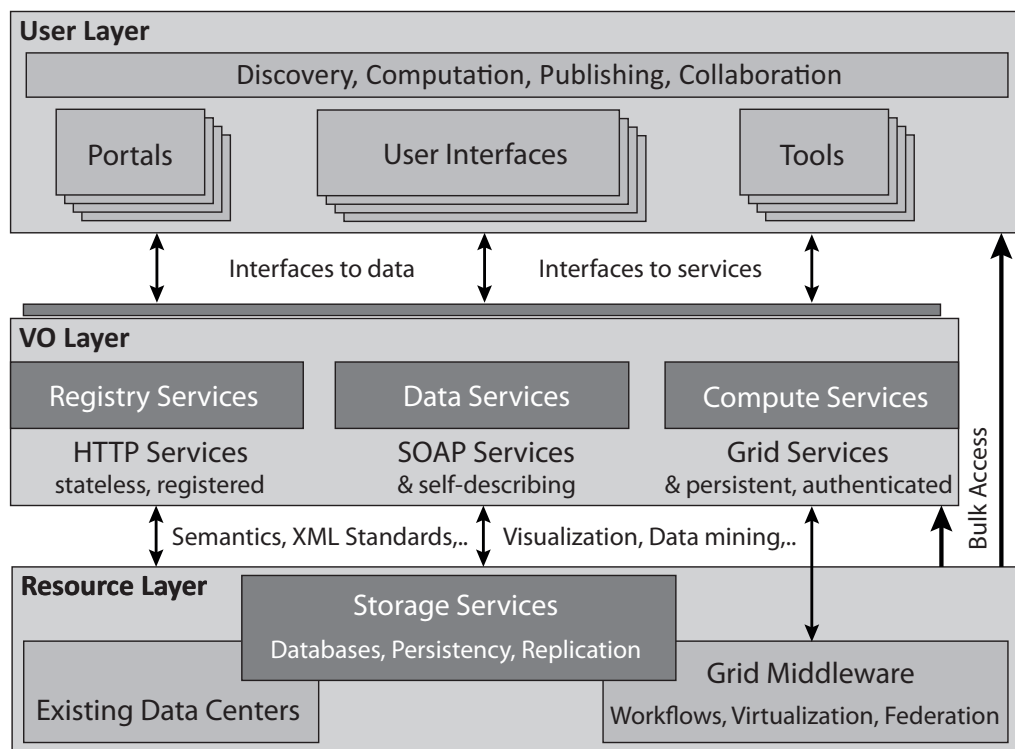 User Layer
Discovery, Computation, Publishing, Collaboration
Portals
User Interfaces
Tools
Interfaces to data
Interfaces to services
VO Layer
Registry Services
Data Services
Compute Services
HTTP Services
stateless, registered
SOAP Services
& self-describing
Grid Services
& persistent, authenticated
Bulk Access
Semantics, XML Standards,..
Visualization, Data mining,..
Resource Layer
Storage Services
Databases, Persistency, Replication
Existing Data Centers
Grid Middleware
Workflows, Virtualization, Federation